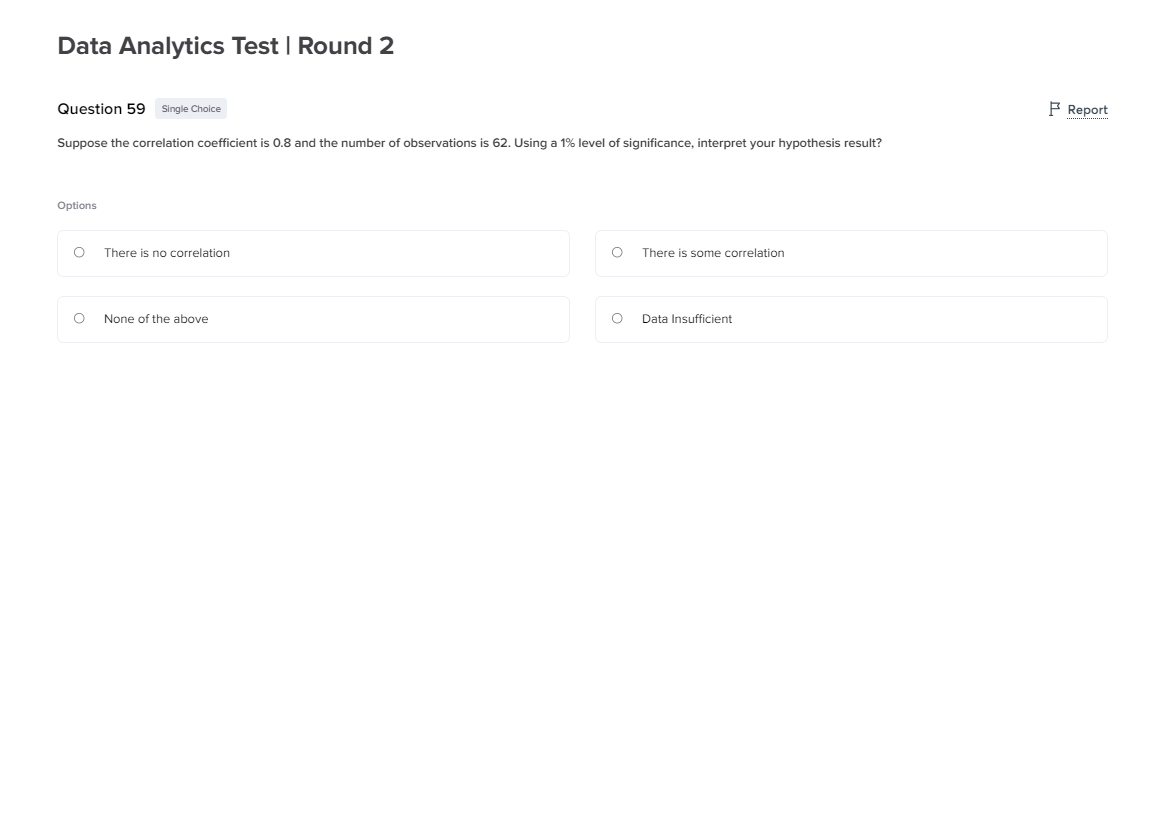 Data Analytics Test | Round 2
Question 59 Single Choice Report
Suppose the correlation coefficient is 0.8 and the number of observations is 62. Using a 1% level of significance, interpret your hypothesis result?
Options
There is no correlation
There is some correlation
None of the above
Data Insufficient